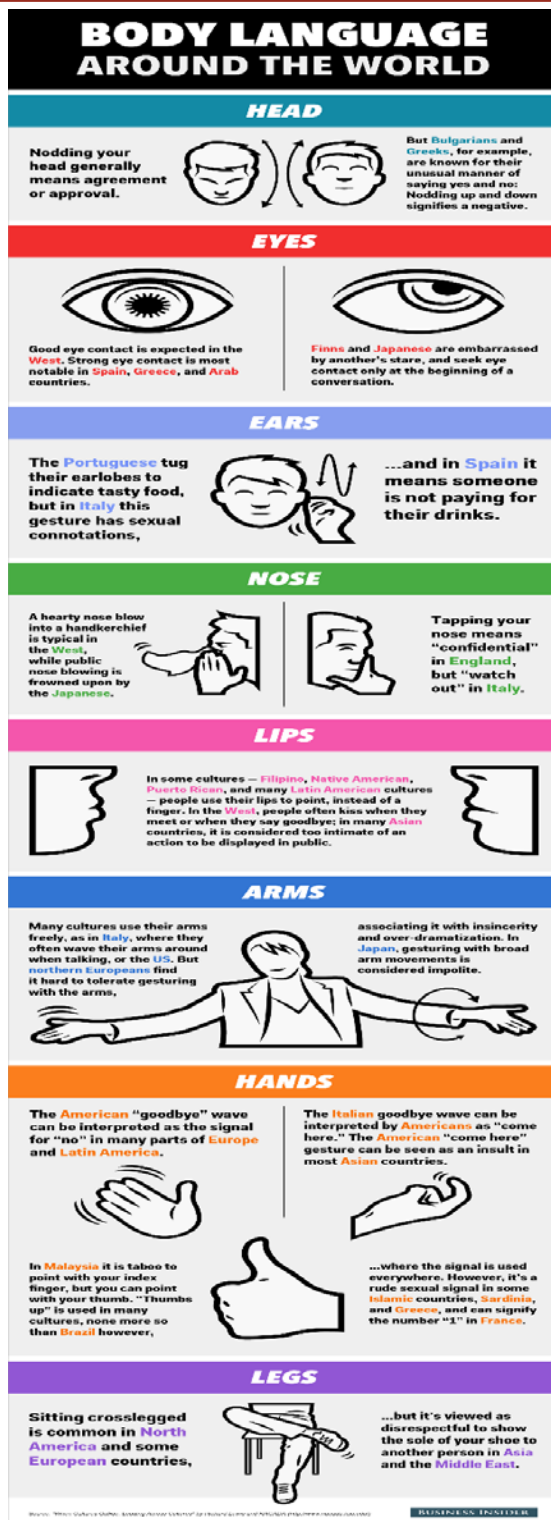 BODY LANGUAGE
AROUND THE WORLD
HEAD
Nodding your
head generally
means agreement
or approval.
But Bulgarians and
Greeks, for example,
are known for their
unusual manner of
saying yes and no:
Nodding up and down
signifies a negative.
EYES
Good eye contact is expected in the
West. Strong eye contact is most
notable in Spain, Greece, and Arab
countries.
Finns and Japanese are embarrassed
by another's stare, and seek eye
contact only at the beginning of a
conversation.
EARS
The Portuguese tug
their earlobes to
indicate tasty food,
but in Italy this
gesture has sexual
connotations,
...and in Spain it
means someone
is not paying for
their drinks.
NOSE
A hearty nose blow
into a handkerchief
is typical in
the West,
while public
nose blowing is
frowned upon by
the Japanese.
Tapping your
nose means
"confidential"
in England,
but "watch
out" in Italy.
LIPS
In some cultures — Filipino, Native American,
Puerto Rican, and many Latin American cultures
— people use their lips to point, instead of a
finger. In the West, people often kiss when they
meet or when they say goodbye; in many Asian
countries, it is considered too intimate of an
action to be displayed in public.
ARMS
Many cultures use their arms
freely, as in Italy, where they
often wave their arms around
when talking, or the US. But
northern Europeans find
it hard to tolerate gesturing
with the arms,
associating it with insincerity
and over-dramatization. In
Japan, gesturing with broad
arm movements is
considered impolite.
HANDS
The American "goodbye" wave
can be interpreted as the signal
for "no" in many parts of Europe
and Latin America.
The Italian goodbye wave can be
interpreted by Americans as "come
here." The American "come here"
gesture can be seen as an insult in
most Asian countries.
In Malaysia it is taboo to
point with your index
finger, but you can point
with your thumb. "Thumbs
up" is used in many
cultures, none more so
than Brazil however,
...where the signal is used
everywhere. However, it's a
rude sexual signal in some
Islamic countries, Sardinia,
and Greece, and can signify
the number "1" in France.
LEGS
Sitting crosslegged
is common in North
America and some
European countries,
...but it's viewed as
disrespectful to show
the sole of your shoe to
another person in Asia
and the Middle East.
Source:
BUSINESS INSIDER